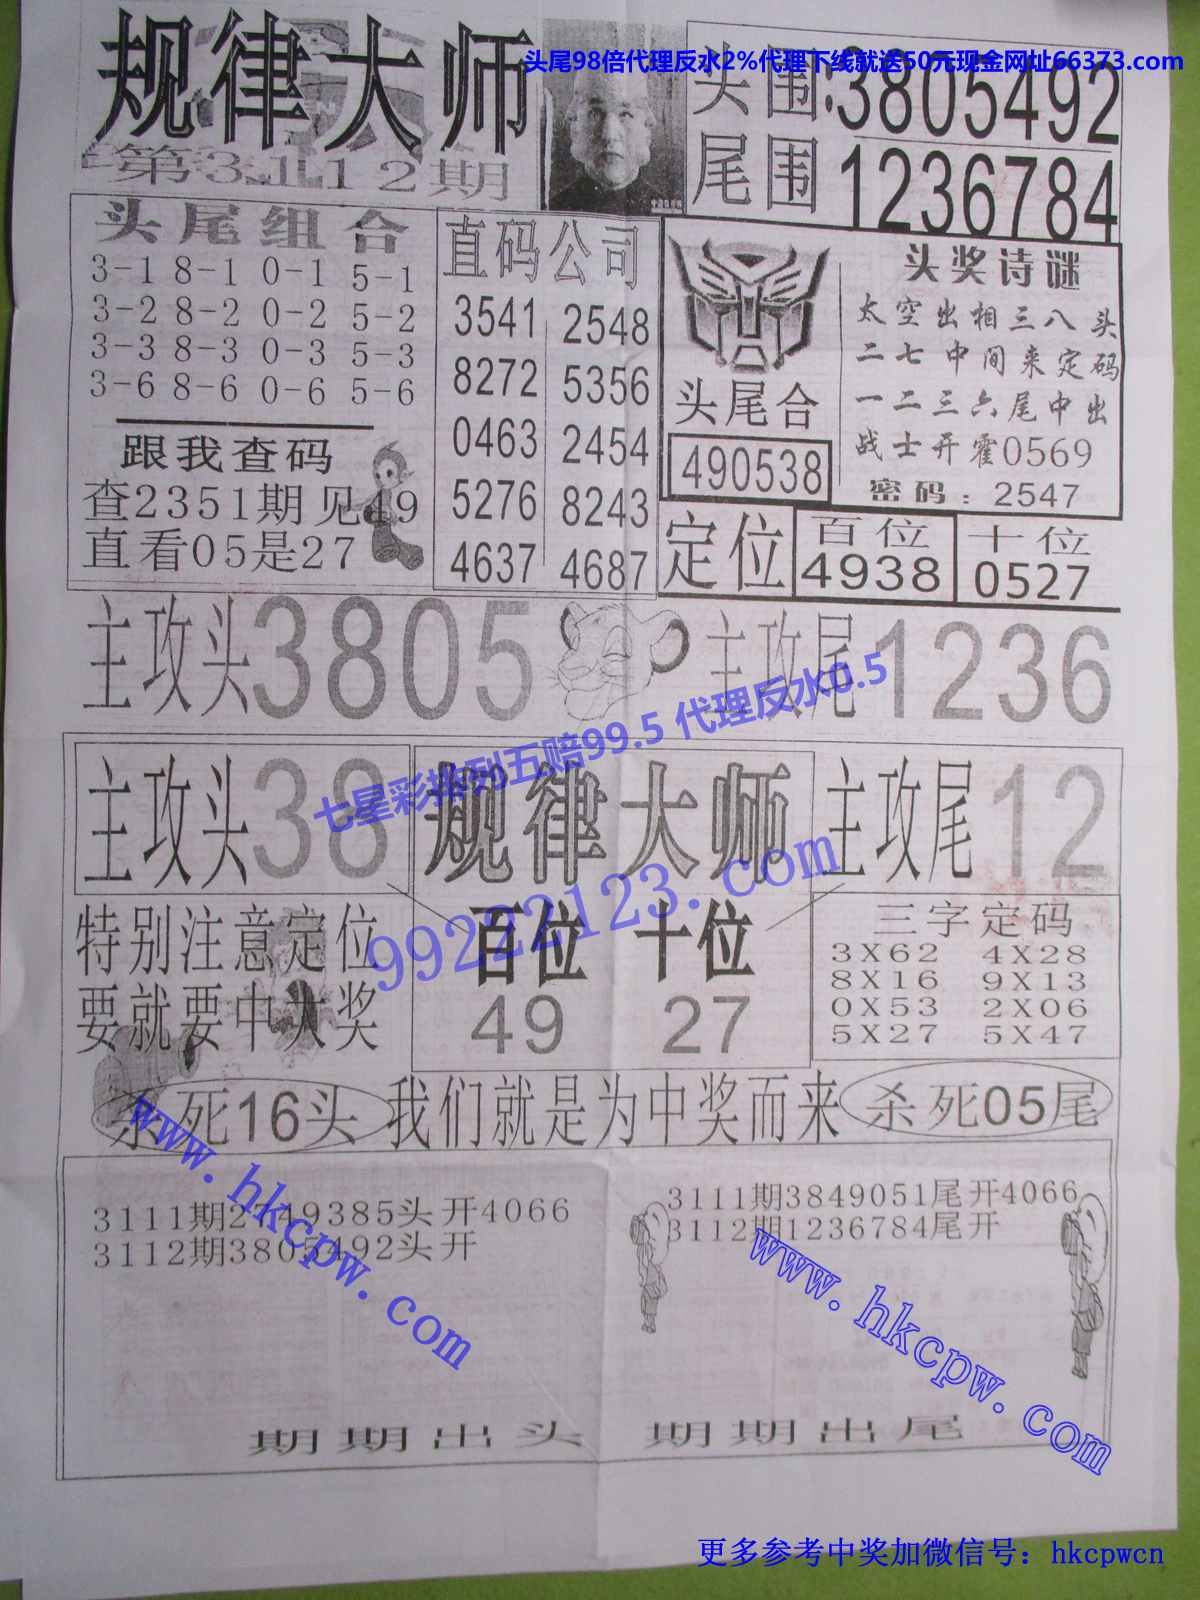 头尾98倍代理反水2%代理下线就送50元现金网址66373.com
规律大师
第3112期
头围:3805492
尾围 1236784
头尾组合
3-1 8-1 0-1 5-1
3-2 8-2 0-2 5-2
3-3 8-3 0-3 5-3
3-6 8-6 0-6 5-6
跟我查码
查2351期见49
直看05是27
直码公司
3541 2548
8272 5356
0463 2454
5276 8243
4637 4687
头尾合
490538
头奖诗谜
太空出相三八头
二七中间来定码
一二三六尾中出
战士开霍0569
密码：2547
定位
百位
4938
十位
0527
主攻头3805
主攻尾1236
七星彩排列五赔99.5 代理反水0.5
主攻头38
规律大师
主攻尾12
99222123.com
特别注意定位
要就要中大奖
百位 十位
49 27
三字定码
3X62 4X28
8X16 9X13
0X53 2X06
5X27 5X47
杀死16头
我们就是为中奖而来
杀死05尾
www.hkcpw.com
3111期2749385头开4066
3112期3805492头开
3111期3849051尾开4066
3112期1236784尾开
www.hkcpw.com
期期出头
期期出尾
更多参考中奖加微信号：hkcpwcn